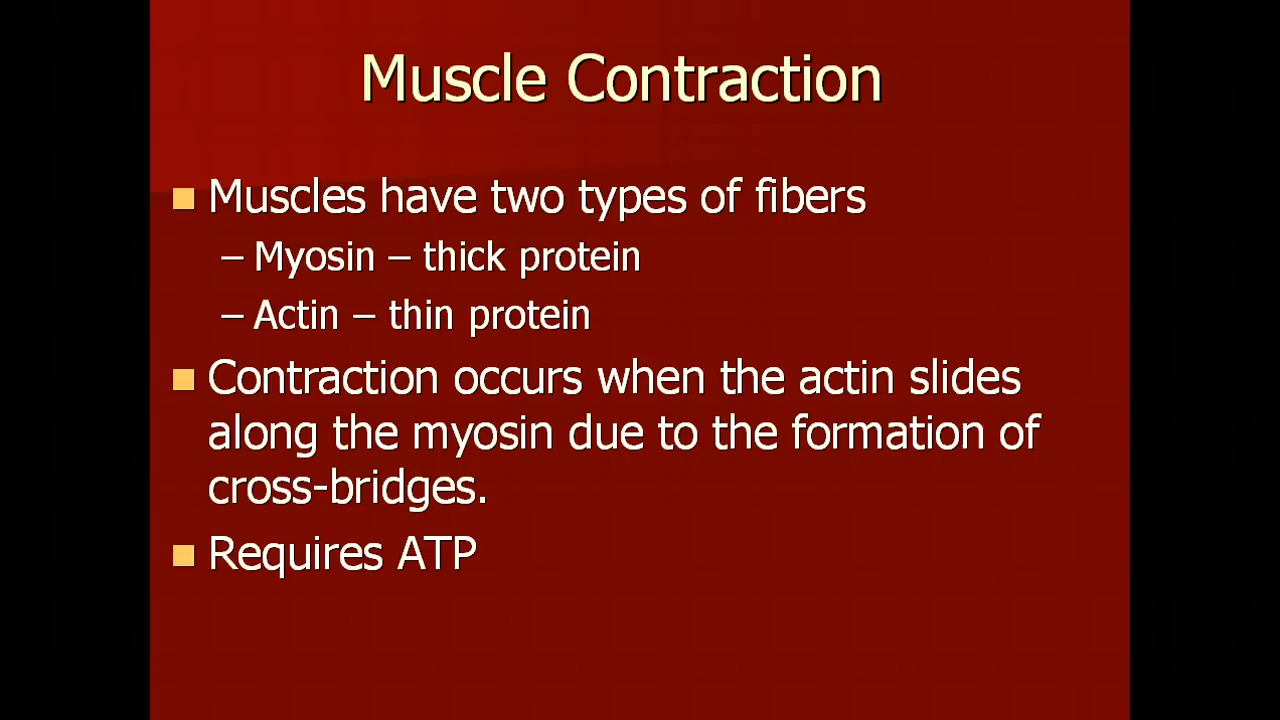 Muscle Contraction
Muscles have two types of fibers
– Myosin – thick protein
– Actin – thin protein
Contraction occurs when the actin slides
along the myosin due to the formation of
cross-bridges.
Requires ATP